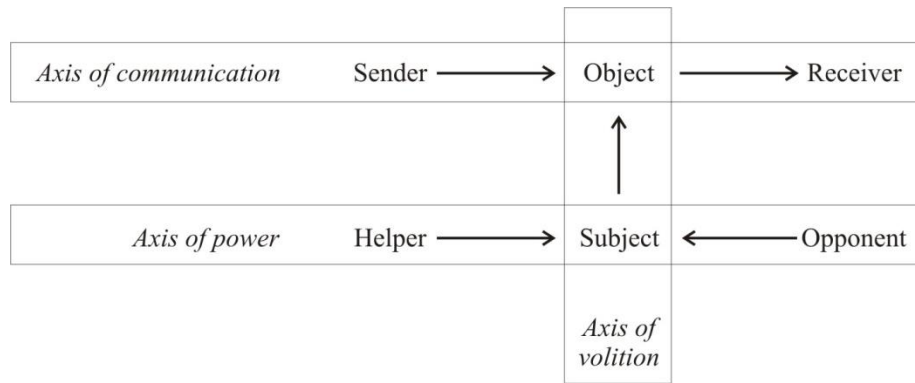 Axis of communication Sender Object Receiver
Axis of power Helper Subject Opponent
Axis of
volition